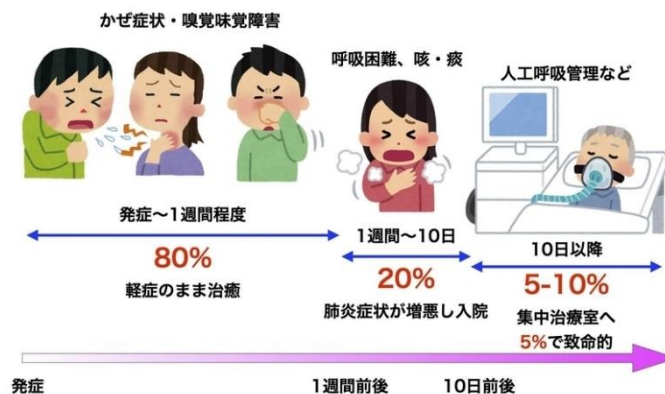 かぜ症状・嗅覚味覚障害
発症〜1週間程度
80%
軽症のまま治癒
呼吸困難、咳・痰
1週間〜10日
20%
肺炎症状が増悪し入院
人工呼吸管理など
10日以降
5-10%
集中治療室へ
5%で致命的
発症
1週間前後
10日前後